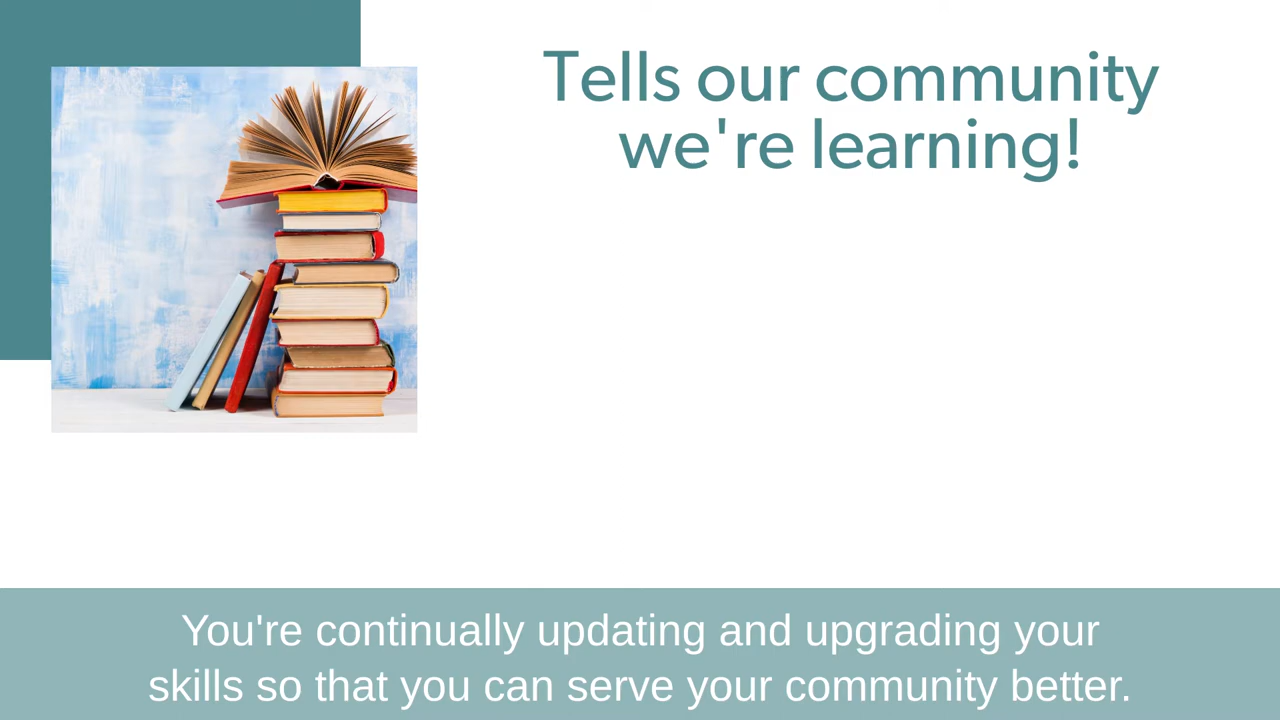 Tells our community
we're learning!
You're continually updating and upgrading your
skills so that you can serve your community better.